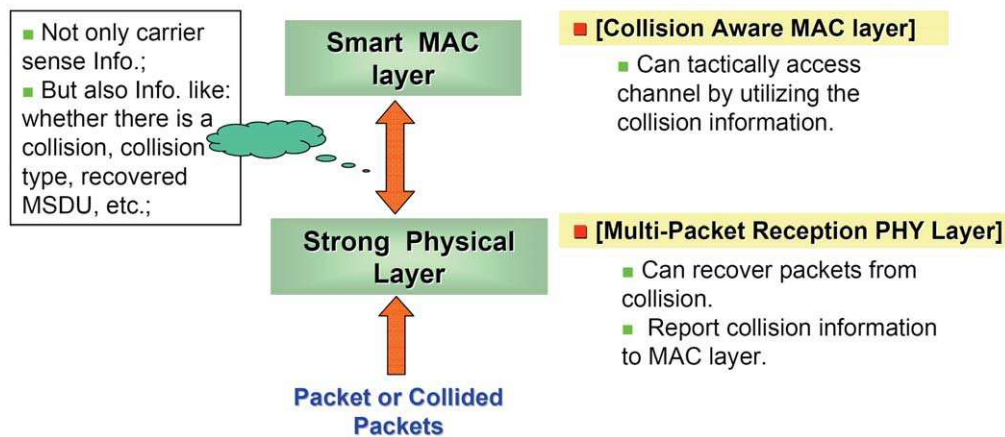 Not only carrier
sense Info.;
But also Info. like:
whether there is a
collision, collision
type, recovered
MSDU, etc.;
Smart MAC
layer
[Collision Aware MAC layer]
Can tactically access
channel by utilizing the
collision information.
Strong Physical
Layer
[Multi-Packet Reception PHY Layer]
Can recover packets from
collision.
Report collision information
to MAC layer.
Packet or Collided
Packets